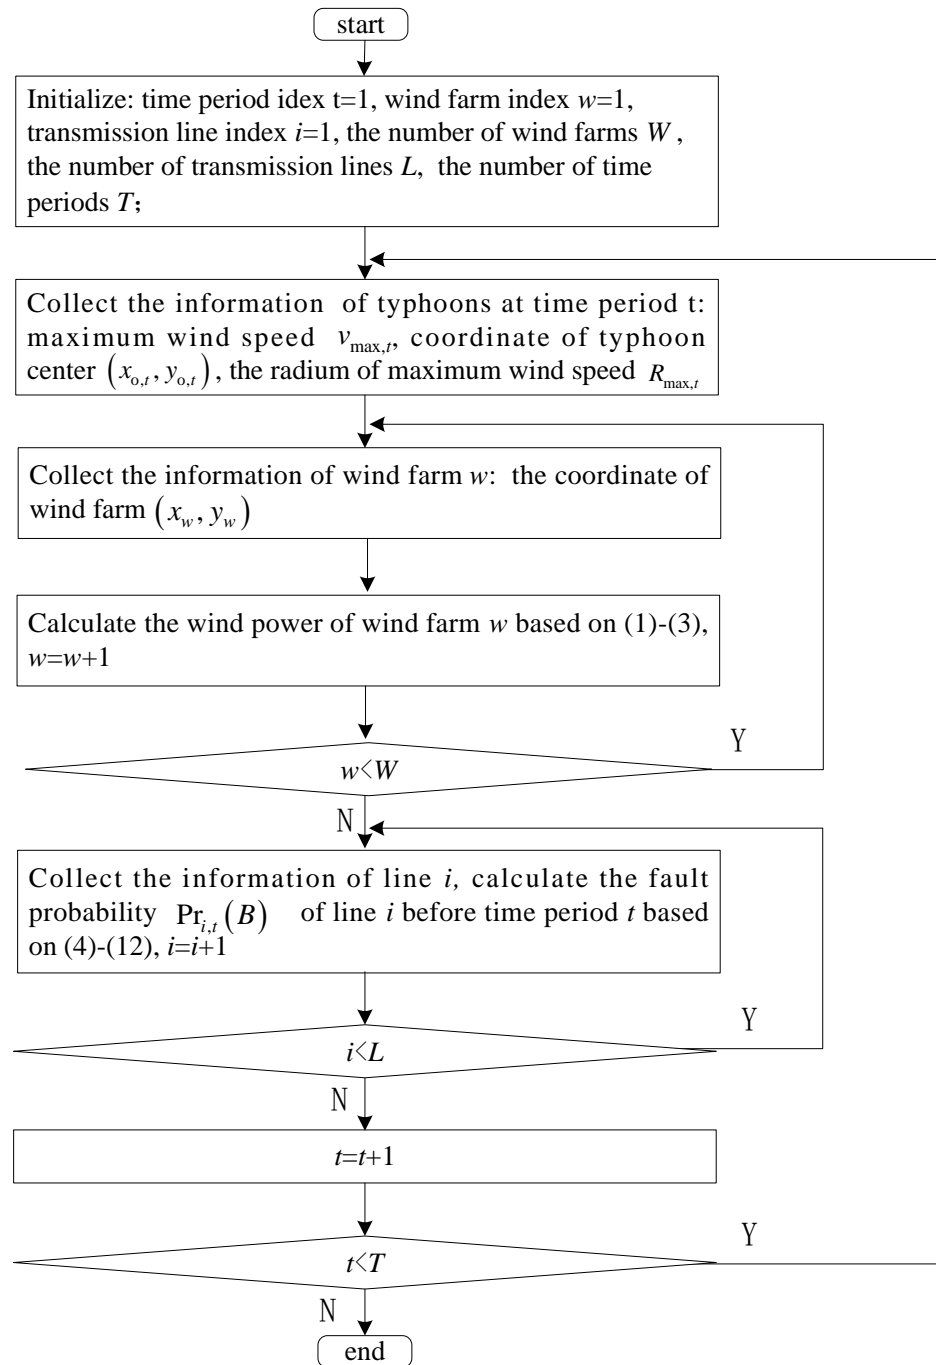 start
Initialize: time period idex t=1, wind farm index w=1,
transmission line index i=1, the number of wind farms W ,
the number of transmission lines L, the number of time
periods T;
Collect the information of typhoons at time period t:
maximum wind speed v_max,t, coordinate of typhoon
center (x_o,t, y_o,t), the radium of maximum wind speed R_max,t
Collect the information of wind farm w: the coordinate of
wind farm (x_w, y_w)
Calculate the wind power of wind farm w based on (1)-(3),
w=w+1
Y
w<W
N
Collect the information of line i, calculate the fault
probability Pr_i,t(B) of line i before time period t based
on (4)-(12), i=i+1
Y
i<L
N
t=t+1
Y
t<T
N
end